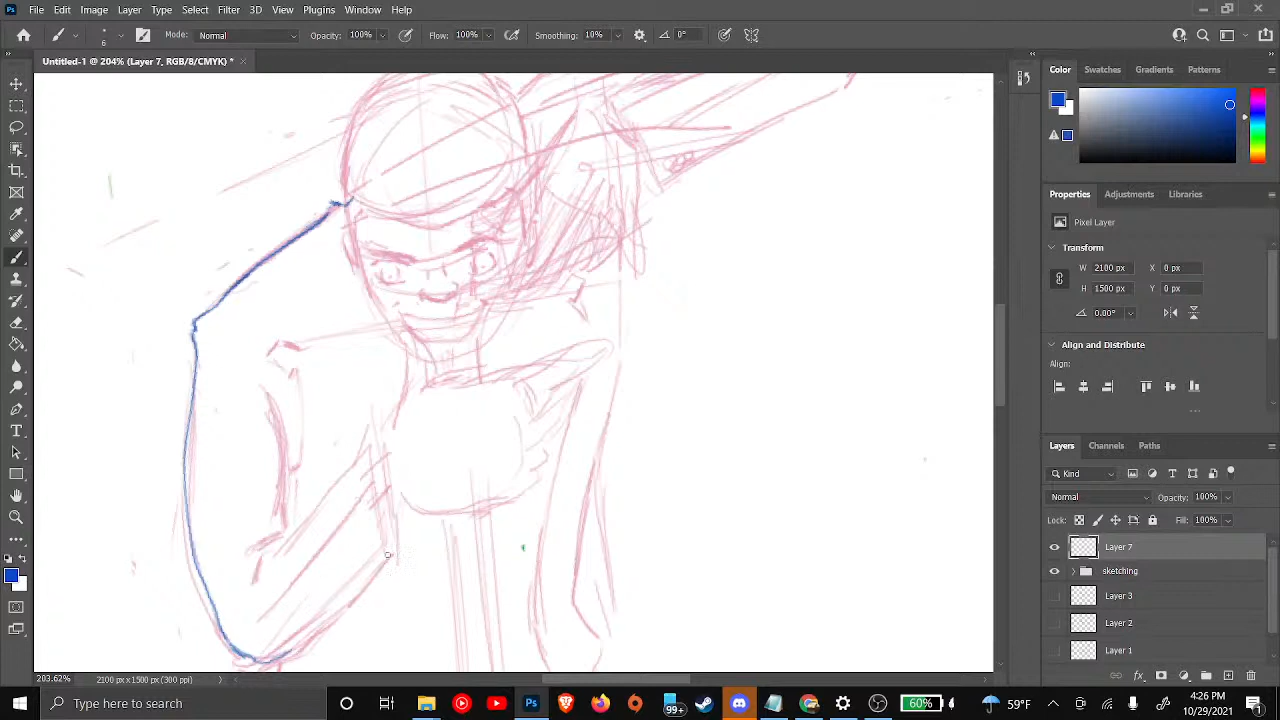 Ps File Edit Image Layer Type Select Filter 3D View Plugins Window Help
6 Mode: Normal Opacity: 100% Flow: 100% Smoothing: 10% 0°
Untitled-1 @ 204% (Layer 7, RGB/8/CMYK) *
Color Swatches Gradients Patterns
Properties Adjustments Libraries
Pixel Layer
Transform
W 2100 px X 0 px
H 1500 px Y 0 px
0.00°
Align and Distribute
Align:
Layers Channels Paths
Kind
Normal Opacity: 100%
Lock: Fill: 100%
Layer 7
sketching
Layer 3
Layer 2
Layer 1
203.62% 2100 px x 1500 px (300 ppi)
Type here to search Ps 99+ 60% 59°F 4:26 PM
10/29/2021